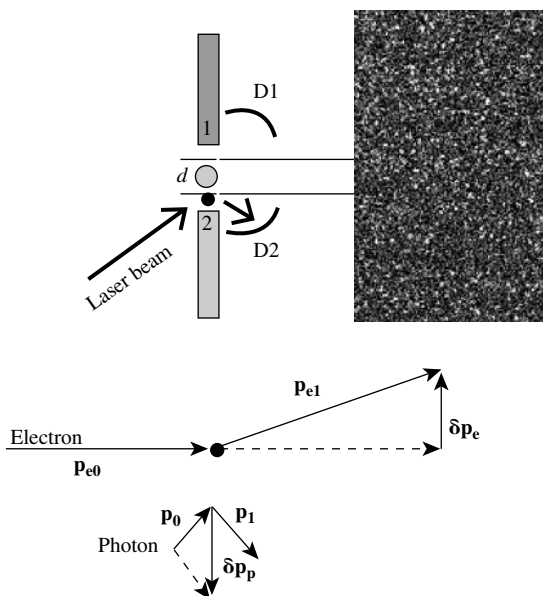 D1
1
d
2
D2
Laser beam
p_e1
Electron
δp_e
p_e0
p_0
p_1
Photon
δp_p